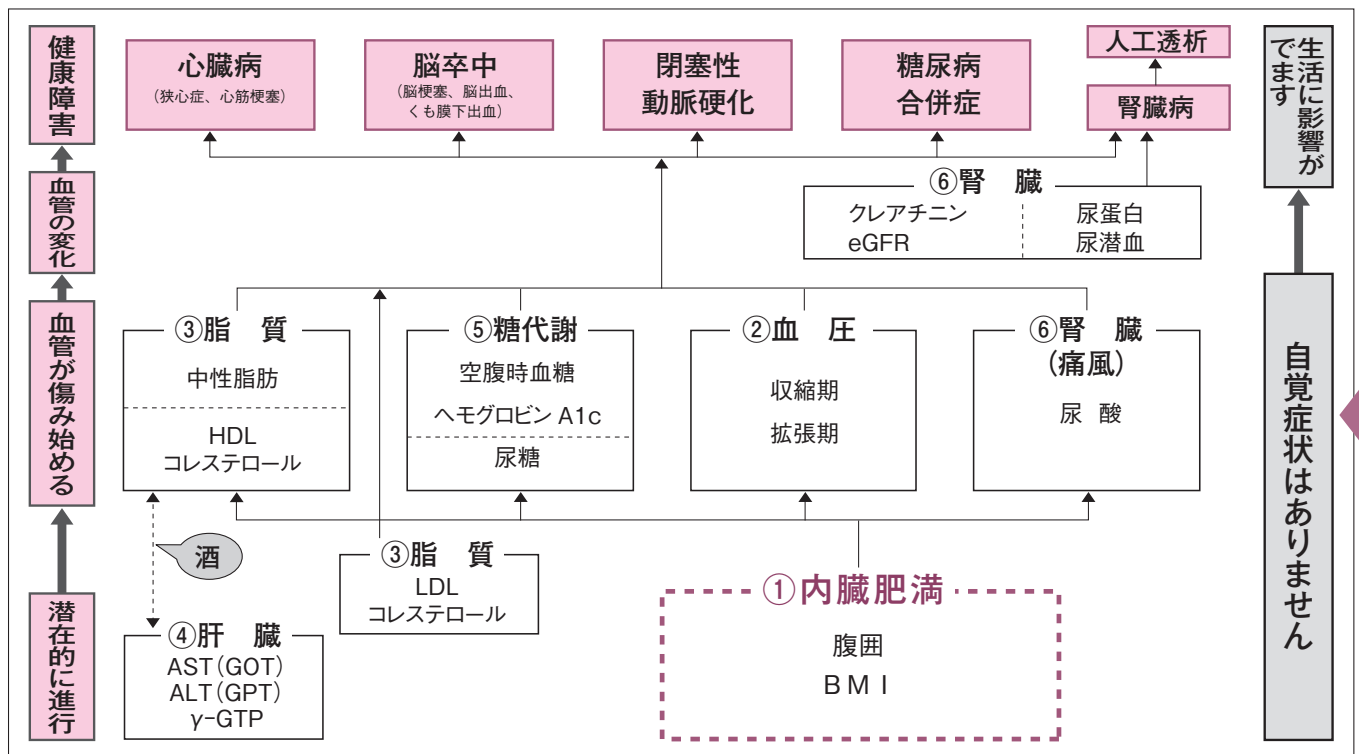 健康障害
血管の変化
血管が傷み始める
潜在的に進行
心臓病
(狭心症、心筋梗塞)
脳卒中
(脳梗塞、脳出血、
くも膜下出血)
閉塞性
動脈硬化
糖尿病
合併症
人工透析
腎臓病
生活に影響が
でます
自覚症状はありません
⑥腎 臓
クレアチニン
eGFR
尿蛋白
尿潜血
③脂 質
中性脂肪
HDL
コレステロール
⑤糖代謝
空腹時血糖
ヘモグロビン A1c
尿糖
②血 圧
収縮期
拡張期
⑥腎 臓
(痛風)
尿 酸
酒
③脂 質
LDL
コレステロール
④肝 臓
AST(GOT)
ALT(GPT)
γ-GTP
①内臓肥満
腹囲
BMI